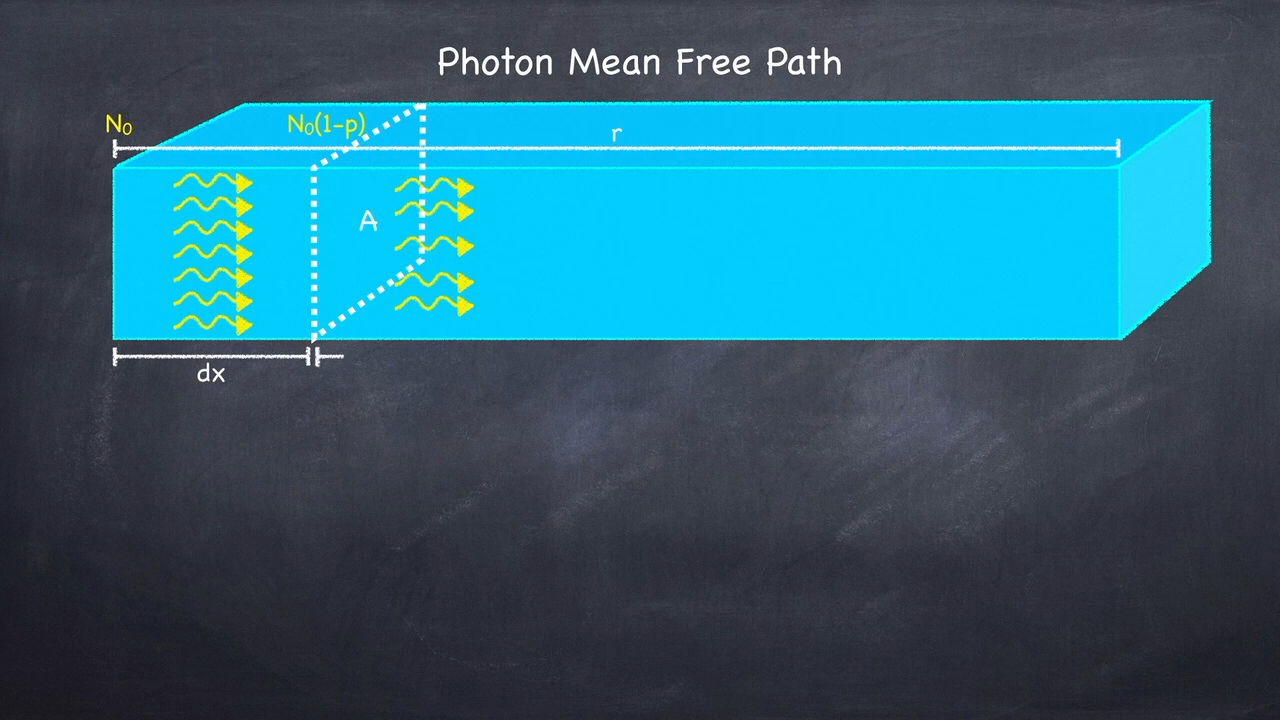 Photon Mean Free Path
N₀
N₀(1-p)
r
A
dx